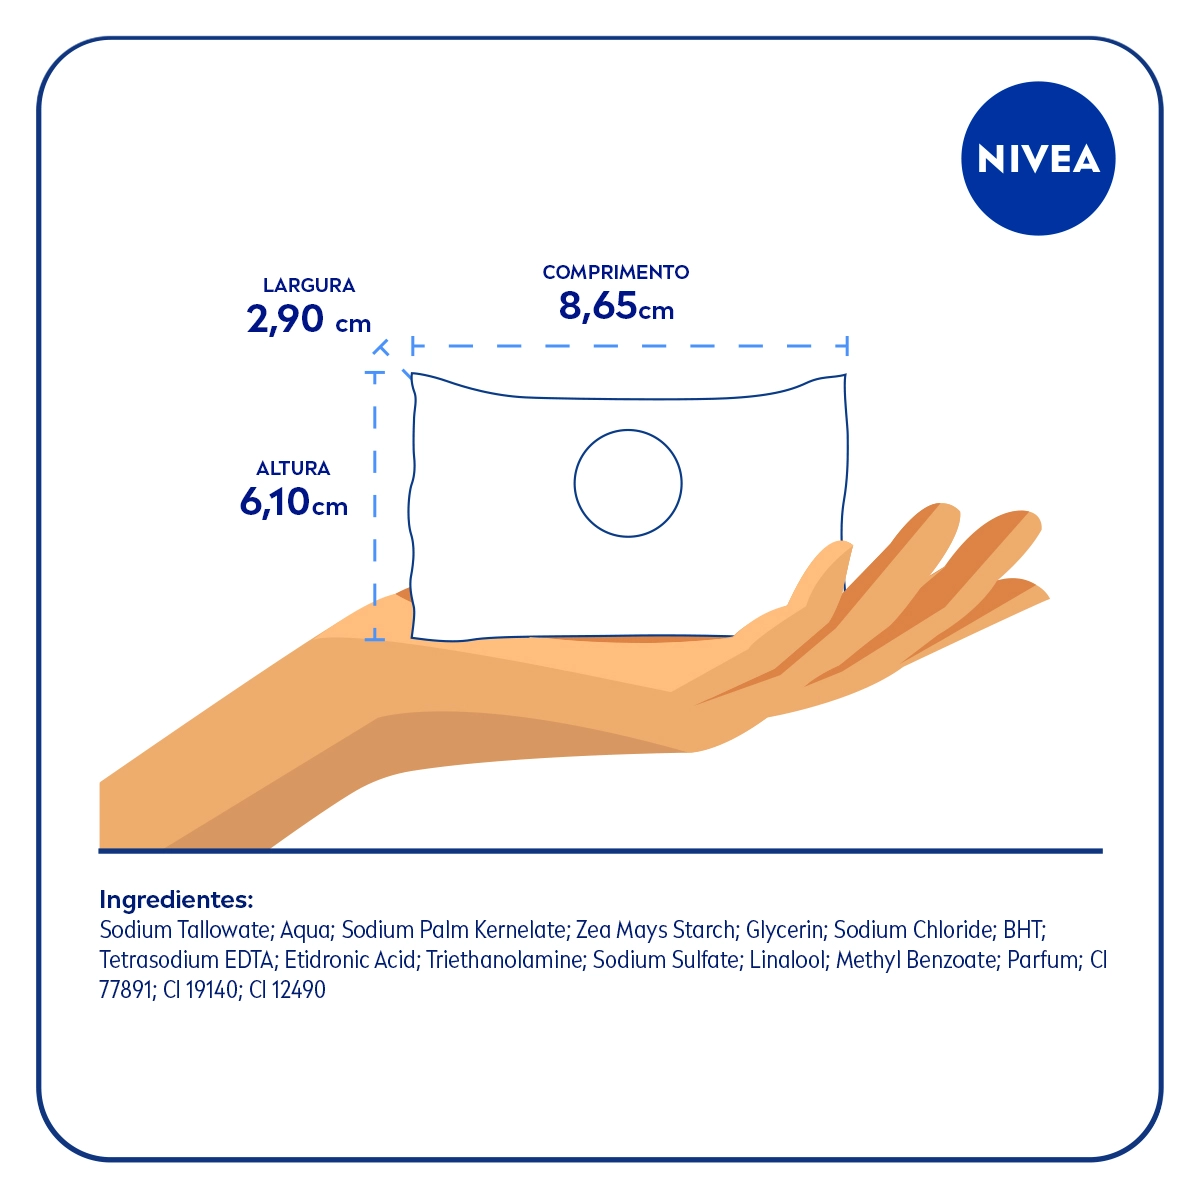 NIVEA
LARGURA
2,90 cm
COMPRIMENTO
8,65cm
ALTURA
6,10cm
Ingredientes:
Sodium Tallowate; Aqua; Sodium Palm Kernelate; Zea Mays Starch; Glycerin; Sodium Chloride; BHT;
Tetrasodium EDTA; Etidronic Acid; Triethanolamine; Sodium Sulfate; Linalool; Methyl Benzoate; Parfum; CI
77891; CI 19140; CI 12490